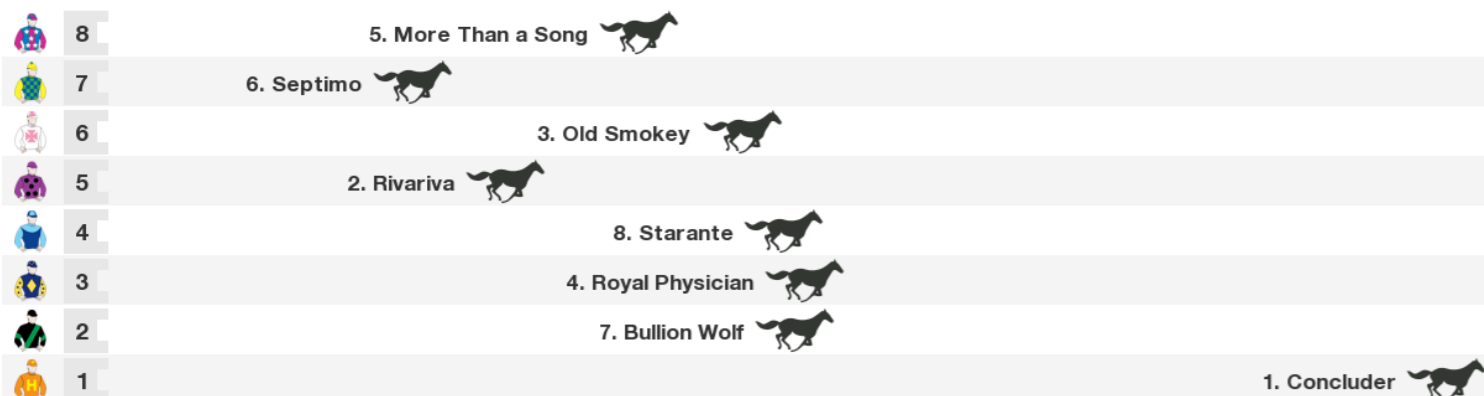 8 5. More Than a Song
7 6. Septimo
6 3. Old Smokey
5 2. Rivariva
4 8. Starante
3 4. Royal Physician
2 7. Bullion Wolf
H 1 1. Concluder